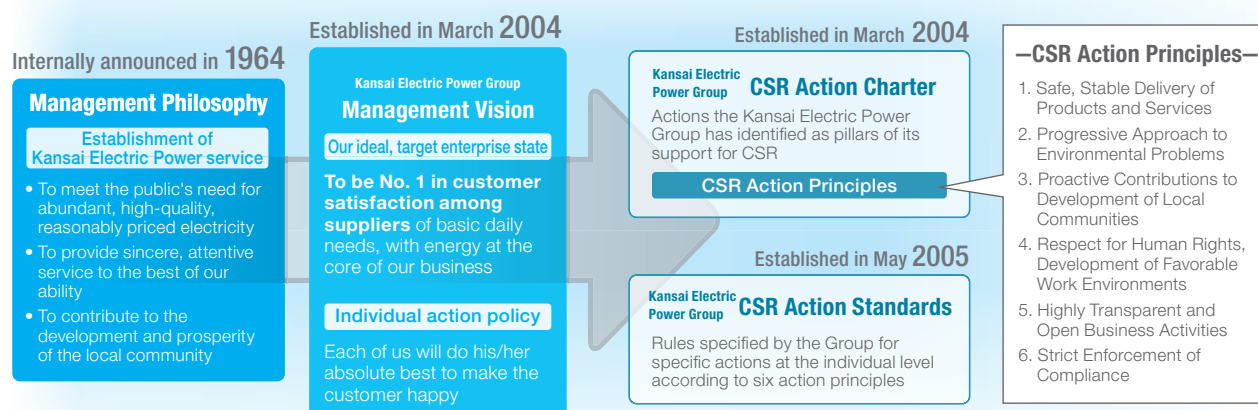 Internally announced in 1964
Management Philosophy
Establishment of
Kansai Electric Power service
• To meet the public's need for
abundant, high-quality,
reasonably priced electricity
• To provide sincere, attentive
service to the best of our
ability
• To contribute to the
development and prosperity
of the local community
Established in March 2004
Kansai Electric Power Group
Management Vision
Our ideal, target enterprise state
To be No. 1 in customer
satisfaction among
suppliers of basic daily
needs, with energy at the
core of our business
Individual action policy
Each of us will do his/her
absolute best to make the
customer happy
Established in March 2004
Kansai Electric
Power Group CSR Action Charter
Actions the Kansai Electric Power
Group has identified as pillars of its
support for CSR
CSR Action Principles
Established in May 2005
Kansai Electric
Power Group CSR Action Standards
Rules specified by the Group for
specific actions at the individual level
according to six action principles
—CSR Action Principles—
1. Safe, Stable Delivery of
Products and Services
2. Progressive Approach to
Environmental Problems
3. Proactive Contributions to
Development of Local
Communities
4. Respect for Human Rights,
Development of Favorable
Work Environments
5. Highly Transparent and
Open Business Activities
6. Strict Enforcement of
Compliance